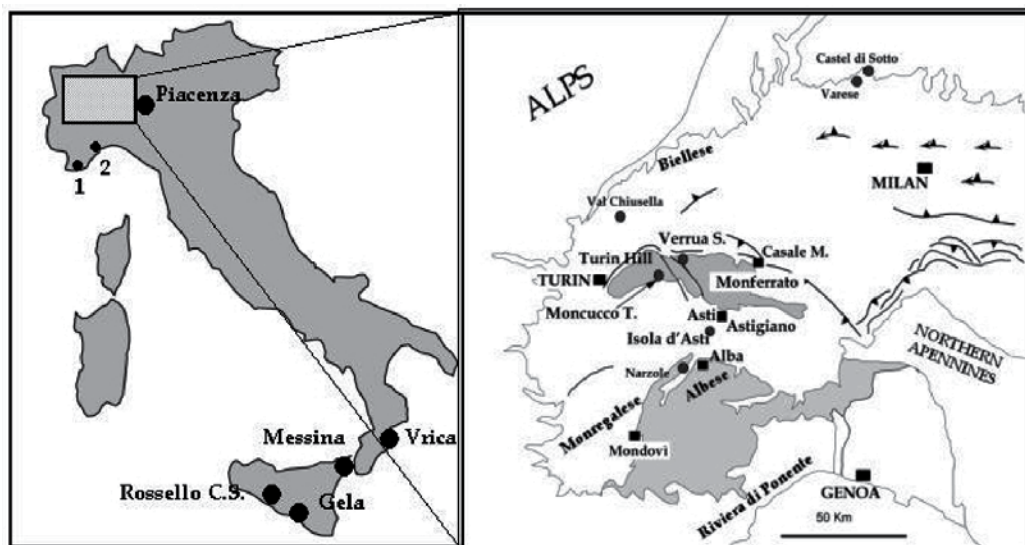 Piacenza
2
1
Messina
Vrica
Rossello C.S.
Gela
ALPS
Castel di Sotto
Varese
Biellese
MILAN
Val Chiusella
Verrua S.
Turin Hill
Casale M.
TURIN
Monferrato
Moncucco T.
Asti
Astigiano
Isola d'Asti
Alba
Narzole
Albese
NORTHERN
APENNINES
Monregalese
Mondovì
Riviera di Ponente
GENOA
50 Km